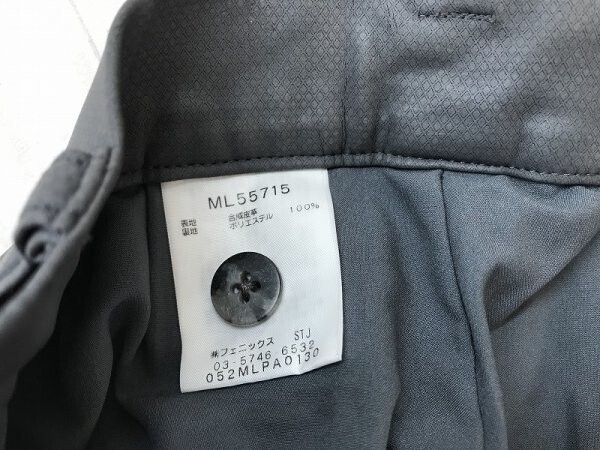 ML55715
表地 合成皮革
裏地 ポリエステル 100%
STJ
㈱フェニックス
03-5746 6532
052MLPA0130